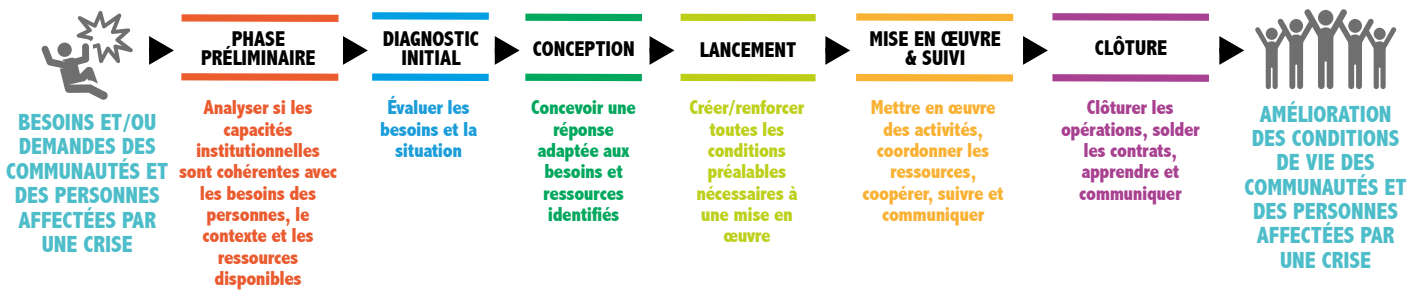 BESOINS ET/OU
DEMANDES DES
COMMUNAUTÉS ET
DES PERSONNES
AFFECTÉES PAR
UNE CRISE
PHASE
PRÉLIMINAIRE
Analyser si les
capacités
institutionnelles
sont cohérentes avec
les besoins des
personnes, le
contexte et les
ressources
disponibles
DIAGNOSTIC
INITIAL
Évaluer les
besoins et la
situation
CONCEPTION
Concevoir une
réponse
adaptée aux
besoins et
ressources
identifiés
LANCEMENT
Créer/renforcer
toutes les
conditions
préalables
nécessaires à
une mise en
œuvre
MISE EN ŒUVRE
& SUIVI
Mettre en œuvre
des activités,
coordonner les
ressources,
coopérer, suivre et
communiquer
CLÔTURE
Clôturer les
opérations, solder
les contrats,
apprendre et
communiquer
AMÉLIORATION
DES CONDITIONS
DE VIE DES
COMMUNAUTÉS ET
DES PERSONNES
AFFECTÉES PAR
UNE CRISE